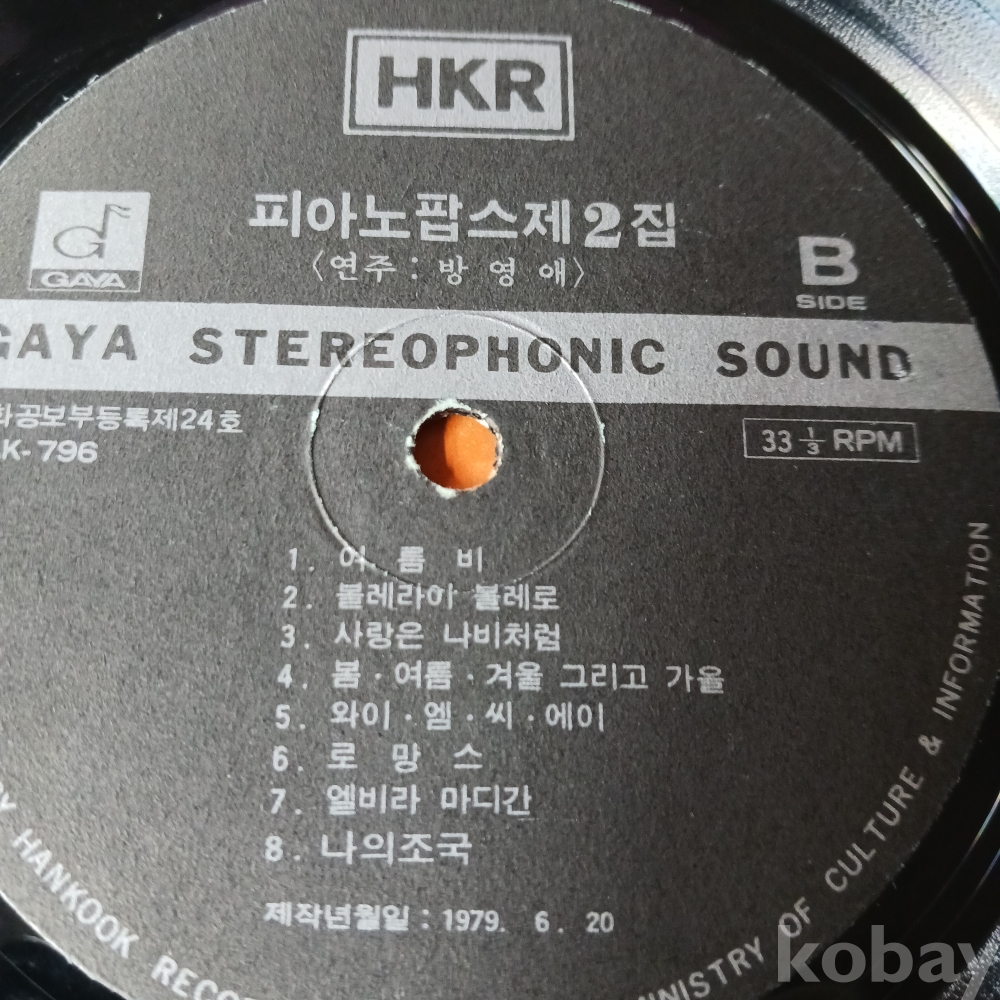 HKR
피아노팝스제2집
〈연주 : 방영애〉
GAYA
B
SIDE
GAYA STEREOPHONIC SOUND
화공보부등록제24호
K-796
33 1/3 RPM
1. 여름비
2. 볼레라아 볼레로
3. 사랑은 나비처럼
4. 봄·여름·겨울 그리고 가을
5. 와이·엠·씨·에이
6. 로망스
7. 엘비라 마디간
8. 나의조국
제작년월일 : 1979. 6. 20
HANKOOK
MINISTRY OF CULTURE & INFORMATION
kobay